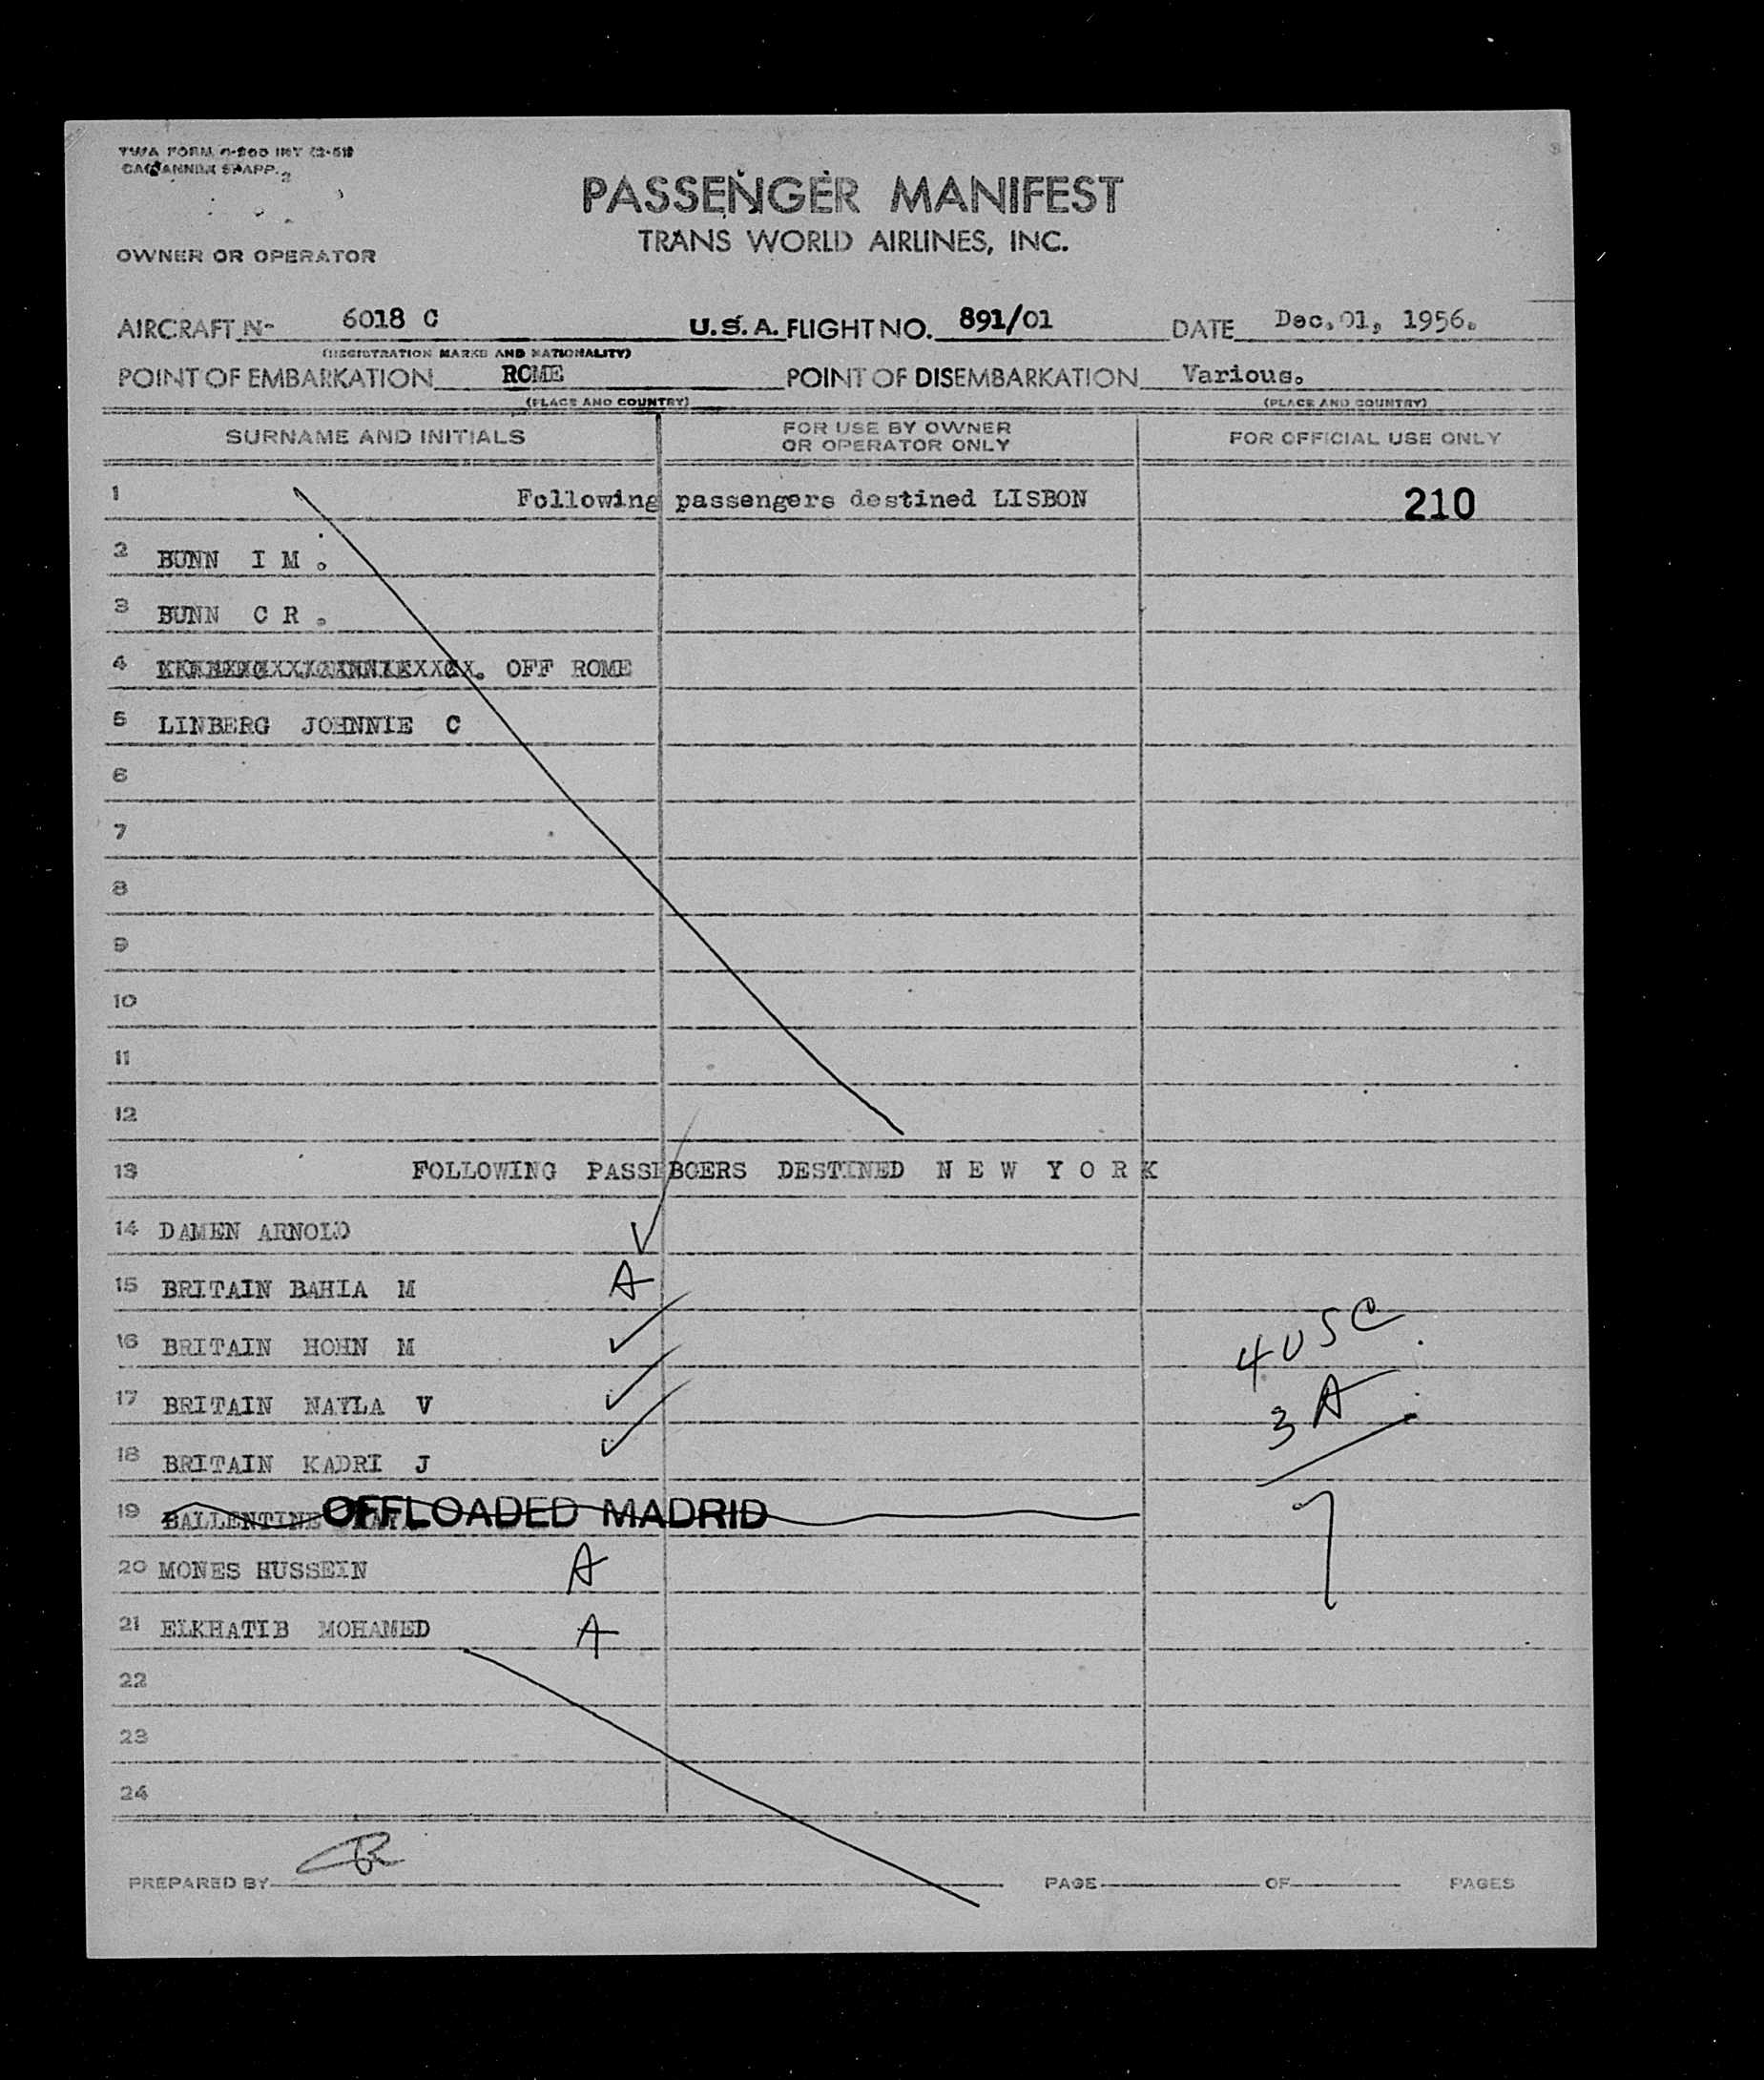 TWA FORM
PASSENGER MANIFEST
TRANS WORLD AIRLINES, INC.
OWNER OR OPERATOR
AIRCRAFT N- 6018 C U.S.A. FLIGHT NO. 891/01 DATE Dec.01, 1956.
(REGISTRATION MARKS AND NATIONALITY)
POINT OF EMBARKATION ROME POINT OF DISEMBARKATION Various.
(PLACE AND COUNTRY) (PLACE AND COUNTRY)
SURNAME AND INITIALS FOR USE BY OWNER OR OPERATOR ONLY FOR OFFICIAL USE ONLY
1 Following passengers destined LISBON 210
2 BUNN I M .
3 BUNN C R .
4 OFF ROME
5 LINBERG JOHNNIE C
6
7
8
9
10
11
12
13 FOLLOWING PASSEBGERS DESTINED N E W Y O R K
14 DAMEN ARNOLD
15 BRITAIN BAHIA M A
16 BRITAIN HOHN M 4 USC
17 BRITAIN NAYLA V 3 A
18 BRITAIN KADRI J
19 BALLENTINE OFFLOADED MADRID 7
20 MONES HUSSEIN A
21 ELKHATIB MOHAMED A
22
23
24
PREPARED BY PAGE OF PAGES